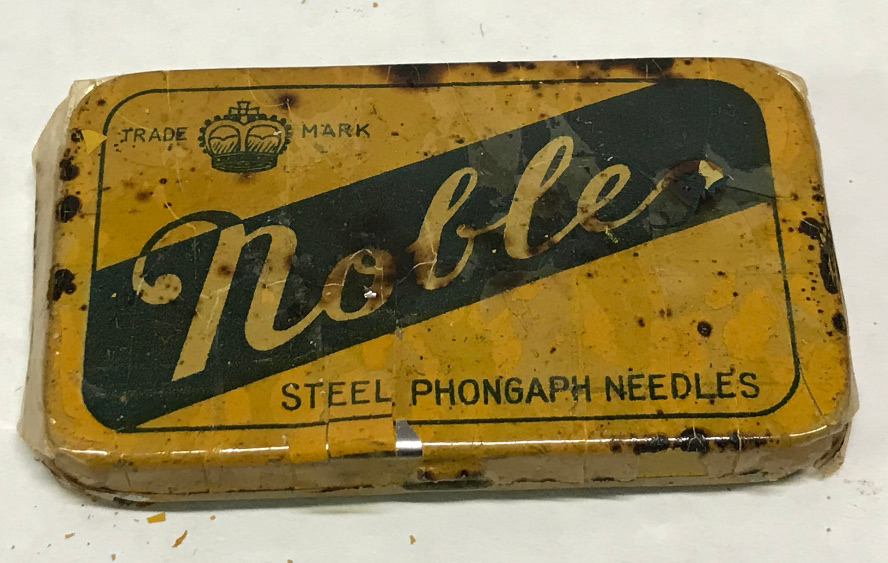 TRADE MARK
Noble
STEEL PHONGAPH NEEDLES